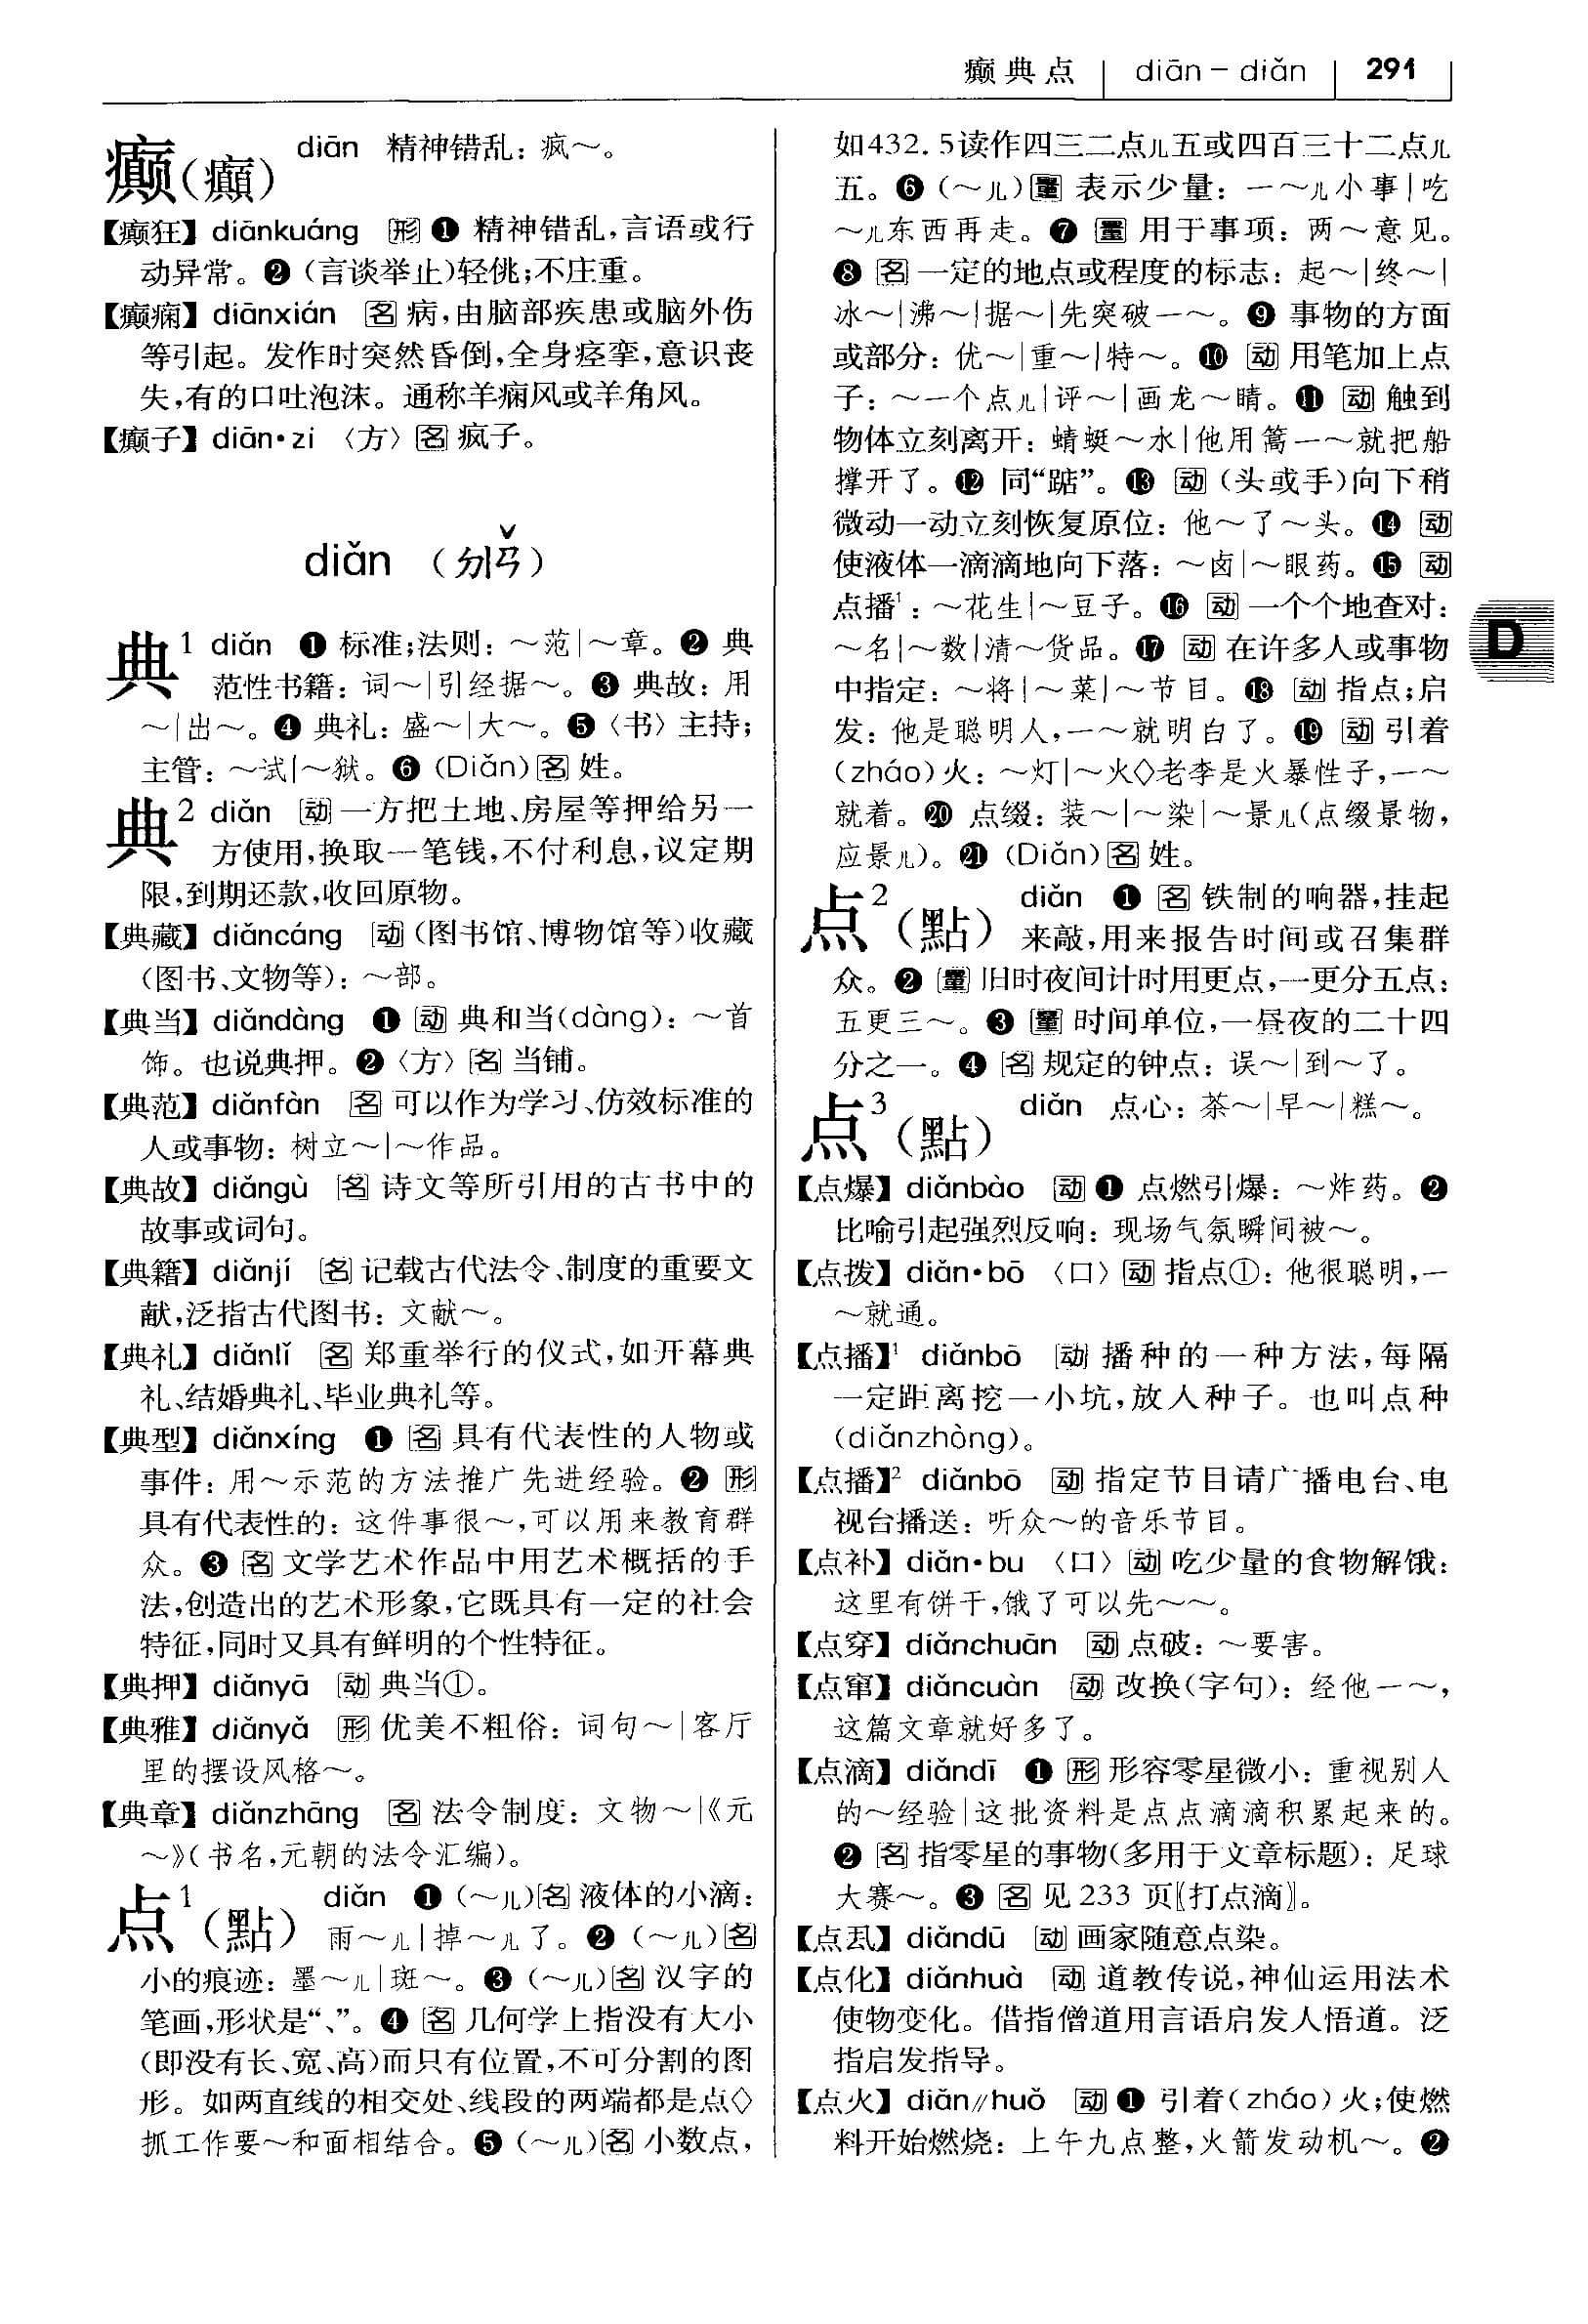 癫典点 diān－diǎn 291
癫(癲) diān 精神错乱：疯～。
【癫狂】diānkuáng 形 ❶ 精神错乱,言语或行
动异常。❷ (言谈举止)轻佻;不庄重。
【癫痫】diānxián 名 病,由脑部疾患或脑外伤
等引起。发作时突然昏倒,全身痉挛,意识丧
失,有的口吐泡沫。通称羊痫风或羊角风。
【癫子】diān·zi 〈方〉名 疯子。
diǎn (ㄉㄧㄢˇ)
典¹ diǎn ❶ 标准;法则：～范|～章。❷ 典
范性书籍：词～|引经据～。❸ 典故：用
～|出～。❹ 典礼：盛～|大～。❺〈书〉主持;
主管：～试|～狱。❻ (Diǎn)名 姓。
典² diǎn 动 一方把土地、房屋等押给另一
方使用,换取一笔钱,不付利息,议定期
限,到期还款,收回原物。
【典藏】diǎncáng 动 (图书馆、博物馆等)收藏
(图书、文物等)：～部。
【典当】diǎndàng ❶ 动 典和当(dàng)：～首
饰。也说典押。❷〈方〉名 当铺。
【典范】diǎnfàn 名 可以作为学习、仿效标准的
人或事物：树立～|～作品。
【典故】diǎngù 名 诗文等所引用的古书中的
故事或词句。
【典籍】diǎnjí 名 记载古代法令、制度的重要文
献,泛指古代图书：文献～。
【典礼】diǎnlǐ 名 郑重举行的仪式,如开幕典
礼、结婚典礼、毕业典礼等。
【典型】diǎnxíng ❶ 名 具有代表性的人物或
事件：用～示范的方法推广先进经验。❷ 形
具有代表性的：这件事很～,可以用来教育群
众。❸ 名 文学艺术作品中用艺术概括的手
法,创造出的艺术形象,它既具有一定的社会
特征,同时又具有鲜明的个性特征。
【典押】diǎnyā 动 典当①。
【典雅】diǎnyǎ 形 优美不粗俗：词句～|客厅
里的摆设风格～。
【典章】diǎnzhāng 名 法令制度：文物～|《元
～》(书名,元朝的法令汇编)。
点¹(點) diǎn ❶ (～儿)名 液体的小滴：
雨～儿|掉～儿了。❷ (～儿)名
小的痕迹：墨～儿|斑～。❸ (～儿)名 汉字的
笔画,形状是“、”。❹ 名 几何学上指没有大小
(即没有长、宽、高)而只有位置,不可分割的图
形。如两直线的相交处、线段的两端都是点◇
抓工作要～和面相结合。❺ (～儿)名 小数点,
如432.5读作四三二点儿五或四百三十二点儿
五。❻ (～儿)量 表示少量：一～儿小事|吃
～儿东西再走。❼ 量 用于事项：两～意见。
❽ 名 一定的地点或程度的标志：起～|终～|
冰～|沸～|据～|先突破一～。❾ 事物的方面
或部分：优～|重～|特～。❿ 动 用笔加上点
子：～一个点儿|评～|画龙～睛。⓫ 动 触到
物体立刻离开：蜻蜓～水|他用篙一～就把船
撑开了。⓬ 同“踮”。⓭ 动 (头或手)向下稍
微动一动立刻恢复原位：他～了～头。⓮ 动
使液体一滴滴地向下落：～卤|～眼药。⓯ 动
点播¹：～花生|～豆子。⓰ 动 一个个地查对：
～名|～数|清～货品。⓱ 动 在许多人或事物
中指定：～将|～菜|～节目。⓲ 动 指点;启
发：他是聪明人,一～就明白了。⓳ 动 引着
(zháo)火：～灯|～火◇老李是火暴性子,一～
就着。⓴ 点缀：装～|～染|～景儿(点缀景物,
应景儿)。㉑ (Diǎn)名 姓。
D
点²(點) diǎn ❶ 名 铁制的响器,挂起
来敲,用来报告时间或召集群
众。❷ 量 旧时夜间计时用更点,一更分五点：
五更三～。❸ 量 时间单位,一昼夜的二十四
分之一。❹ 名 规定的钟点：误～|到～了。
点³(點) diǎn 点心：茶～|早～|糕～。
【点爆】diǎnbào 动 ❶ 点燃引爆：～炸药。❷
比喻引起强烈反响：现场气氛瞬间被～。
【点拨】diǎn·bō 〈口〉动 指点①：他很聪明,一
～就通。
【点播】¹ diǎnbō 动 播种的一种方法,每隔
一定距离挖一小坑,放入种子。也叫点种
(diǎnzhòng)。
【点播】² diǎnbō 动 指定节目请广播电台、电
视台播送：听众～的音乐节目。
【点补】diǎn·bu 〈口〉动 吃少量的食物解饿：
这里有饼干,饿了可以先～～。
【点穿】diǎnchuān 动 点破：～要害。
【点窜】diǎncuàn 动 改换(字句)：经他一～,
这篇文章就好多了。
【点滴】diǎndī ❶ 形 形容零星微小：重视别人
的～经验|这批资料是点点滴滴积累起来的。
❷ 名 指零星的事物(多用于文章标题)：足球
大赛～。❸ 名 见 233 页〖打点滴〗。
【点厾】diǎndū 动 画家随意点染。
【点化】diǎnhuà 动 道教传说,神仙运用法术
使物变化。借指僧道用言语启发人悟道。泛
指启发指导。
【点火】diǎn//huǒ 动 ❶ 引着(zháo)火;使燃
料开始燃烧：上午九点整,火箭发动机～。❷